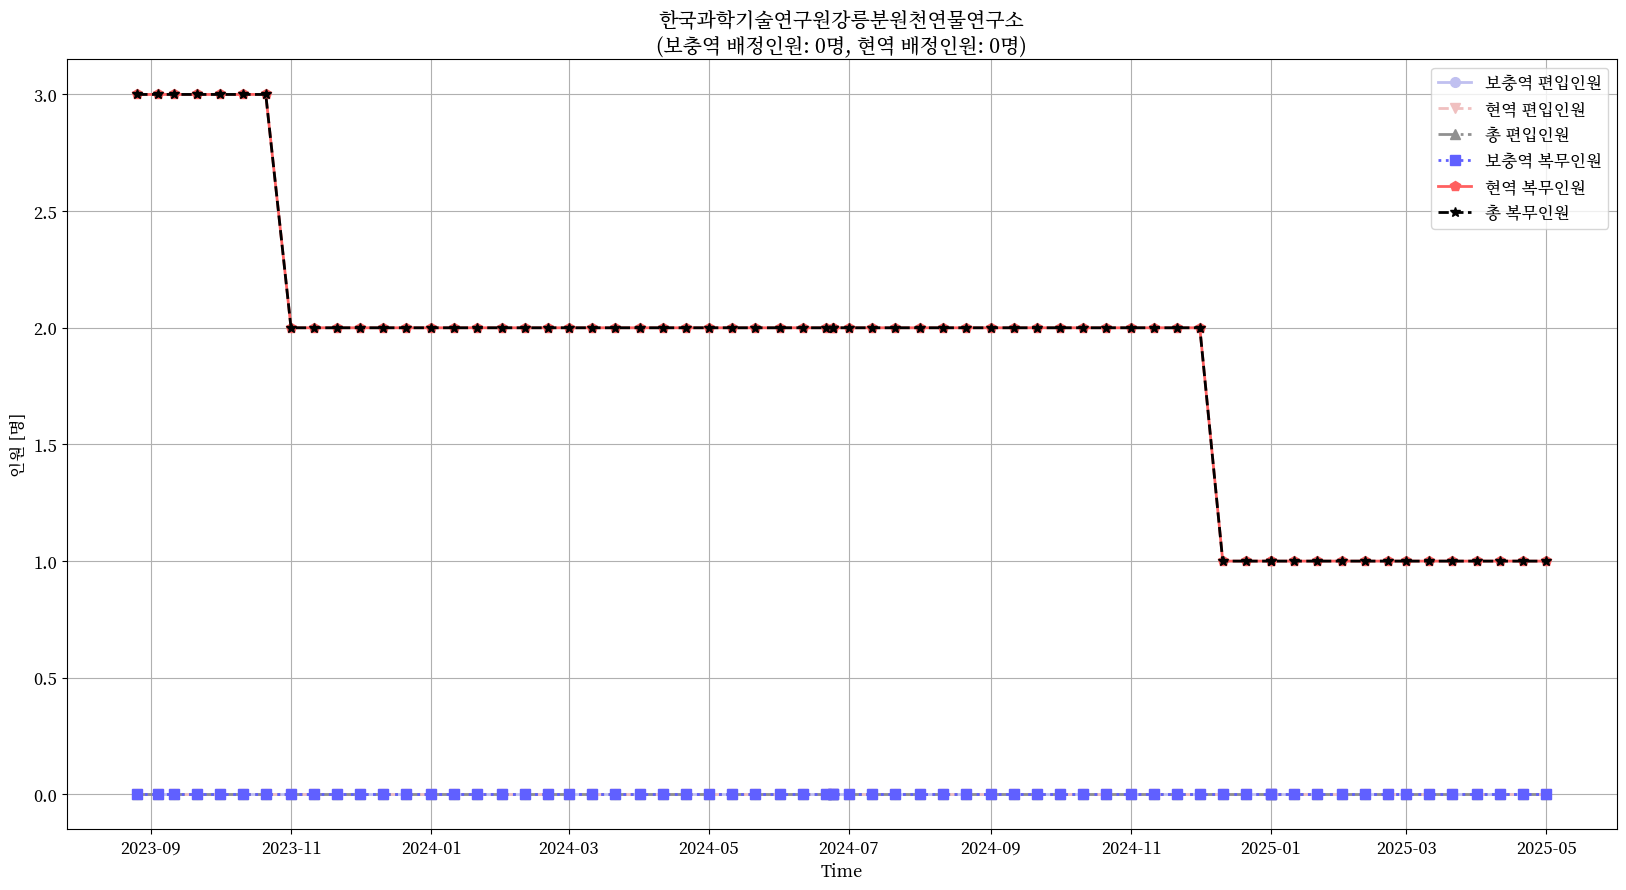 한국과학기술연구원강릉분원천연물연구소
(보충역 배정인원: 0명, 현역 배정인원: 0명)
보충역 편입인원
현역 편입인원
총 편입인원
보충역 복무인원
현역 복무인원
총 복무인원
인원 [명]
3.0
2.5
2.0
1.5
1.0
0.5
0.0
2023-09
2023-11
2024-01
2024-03
2024-05
2024-07
2024-09
2024-11
2025-01
2025-03
2025-05
Time